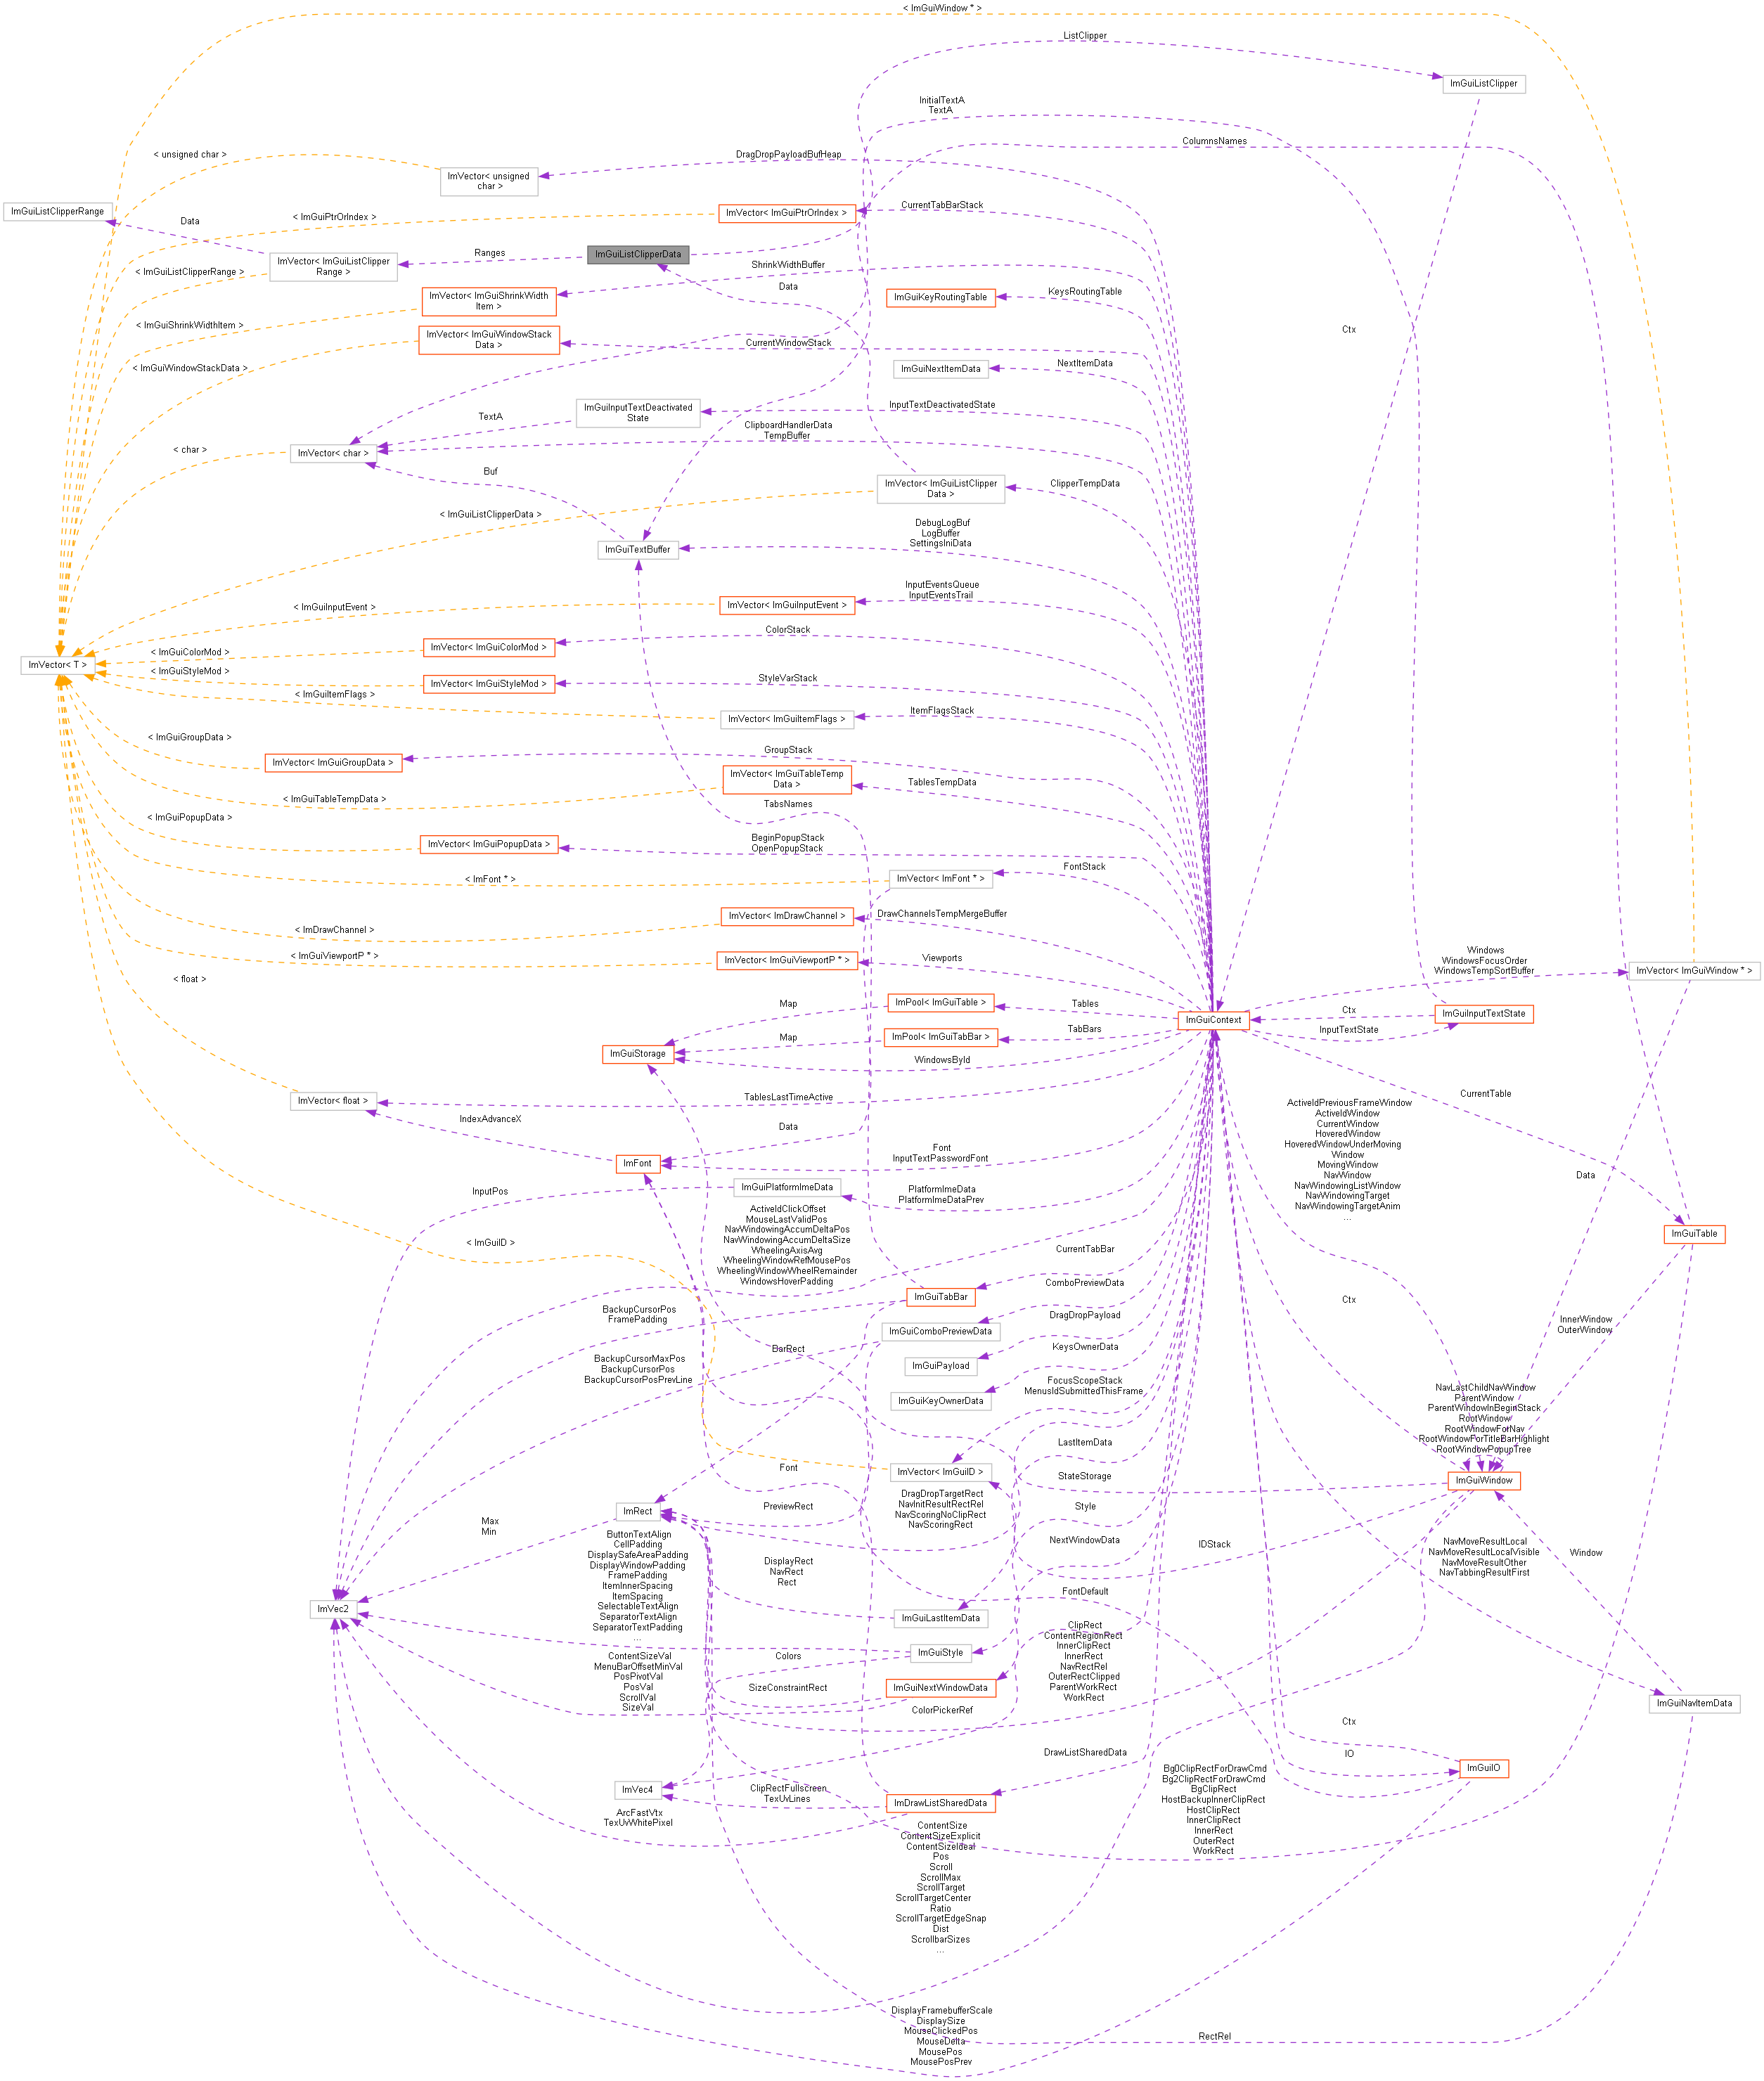 < ImGuiWindow * >
ListClipper
ImGuiListClipper
InitialTextA
TextA
ColumnsNames
< unsigned char >
DragDropPayloadBufHeap
ImVector< unsigned
char >
ImGuiListClipperRange
Data
< ImGuiPtrOrIndex >
ImVector< ImGuiPtrOrIndex >
CurrentTabBarStack
Ranges
ImGuiListClipperData
ImVector< ImGuiListClipper
Range >
< ImGuiListClipperRange >
ShrinkWidthBuffer
Data
ImVector< ImGuiShrinkWidth
Item >
ImGuiKeyRoutingTable
KeysRoutingTable
< ImGuiShrinkWidthItem >
Ctx
ImVector< ImGuiWindowStack
Data >
CurrentWindowStack
< ImGuiWindowStackData >
ImGuiNextItemData
NextItemData
ImGuiInputTextDeactivated
State
InputTextDeactivatedState
TextA
ClipboardHandlerData
TempBuffer
< char >
ImVector< char >
Buf
ImVector< ImGuiListClipper
Data >
ClipperTempData
< ImGuiListClipperData >
DebugLogBuf
LogBuffer
SettingsIniData
ImGuiTextBuffer
InputEventsQueue
InputEventsTrail
< ImGuiInputEvent >
ImVector< ImGuiInputEvent >
ColorStack
ImVector< ImGuiColorMod >
< ImGuiColorMod >
ImVector< T >
< ImGuiStyleMod >
ImVector< ImGuiStyleMod >
StyleVarStack
< ImGuiItemFlags >
ImVector< ImGuiItemFlags >
ItemFlagsStack
< ImGuiGroupData >
ImVector< ImGuiGroupData >
GroupStack
ImVector< ImGuiTableTemp
Data >
TablesTempData
< ImGuiTableTempData >
TabsNames
< ImGuiPopupData >
ImVector< ImGuiPopupData >
BeginPopupStack
OpenPopupStack
< ImFont * >
ImVector< ImFont * >
FontStack
ImVector< ImDrawChannel >
DrawChannelsTempMergeBuffer
< ImDrawChannel >
< ImGuiViewportP * >
ImVector< ImGuiViewportP * >
Viewports
Windows
WindowsFocusOrder
WindowsTempSortBuffer
ImVector< ImGuiWindow * >
< float >
Map
ImPool< ImGuiTable >
Tables
ImGuiContext
Ctx
ImGuiInputTextState
InputTextState
Map
ImPool< ImGuiTabBar >
TabBars
ImGuiStorage
WindowsById
ImVector< float >
TablesLastTimeActive
CurrentTable
IndexAdvanceX
Data
ActiveIdPreviousFrameWindow
ActiveIdWindow
CurrentWindow
HoveredWindow
HoveredWindowUnderMoving
Window
MovingWindow
NavWindow
NavWindowingListWindow
NavWindowingTarget
NavWindowingTargetAnim
...
Font
InputTextPasswordFont
ImFont
Data
InputPos
ImGuiPlatformImeData
PlatformImeData
PlatformImeDataPrev
ActiveIdClickOffset
MouseLastValidPos
NavWindowingAccumDeltaPos
NavWindowingAccumDeltaSize
WheelingAxisAvg
WheelingWindowRefMousePos
WheelingWindowWheelRemainder
WindowsHoverPadding
ImGuiTable
< ImGuiID >
CurrentTabBar
ComboPreviewData
ImGuiTabBar
Ctx
BackupCursorPos
FramePadding
DragDropPayload
InnerWindow
OuterWindow
ImGuiComboPreviewData
BarRect
KeysOwnerData
BackupCursorMaxPos
BackupCursorPos
BackupCursorPosPrevLine
ImGuiPayload
ImGuiKeyOwnerData
FocusScopeStack
MenusIdSubmittedThisFrame
NavLastChildNavWindow
ParentWindow
ParentWindowInBeginStack
RootWindow
RootWindowForNav
RootWindowForTitleBarHighlight
RootWindowPopupTree
LastItemData
Font
ImVector< ImGuiID >
StateStorage
ImGuiWindow
DragDropTargetRect
NavInitResultRectRel
NavScoringNoClipRect
NavScoringRect
Style
PreviewRect
ImRect
Max
Min
NextWindowData
IDStack
NavMoveResultLocal
NavMoveResultLocalVisible
NavMoveResultOther
NavTabbingResultFirst
Window
ButtonTextAlign
CellPadding
DisplaySafeAreaPadding
DisplayWindowPadding
FramePadding
ItemInnerSpacing
ItemSpacing
SelectableTextAlign
SeparatorTextAlign
SeparatorTextPadding
...
DisplayRect
NavRect
Rect
FontDefault
ImVec2
ImGuiLastItemData
ClipRect
ContentRegionRect
InnerClipRect
InnerRect
NavRectRel
OuterRectClipped
ParentWorkRect
WorkRect
ImGuiStyle
Colors
ContentSizeVal
MenuBarOffsetMinVal
PosPivotVal
PosVal
ScrollVal
SizeVal
SizeConstraintRect
ImGuiNextWindowData
ColorPickerRef
ImGuiNavItemData
Ctx
IO
ImGuiIO
DrawListSharedData
ImVec4
ClipRectFullscreen
TexUvLines
ImDrawListSharedData
Bg0ClipRectForDrawCmd
Bg2ClipRectForDrawCmd
BgClipRect
HostBackupInnerClipRect
HostClipRect
InnerClipRect
InnerRect
OuterRect
WorkRect
ArcFastVtx
TexUvWhitePixel
ContentSize
ContentSizeExplicit
ContentSizeIdeal
Pos
Scroll
ScrollMax
ScrollTarget
ScrollTargetCenter
Ratio
ScrollTargetEdgeSnap
Dist
ScrollbarSizes
...
DisplayFramebufferScale
DisplaySize
MouseClickedPos
MouseDelta
MousePos
MousePosPrev
RectRel